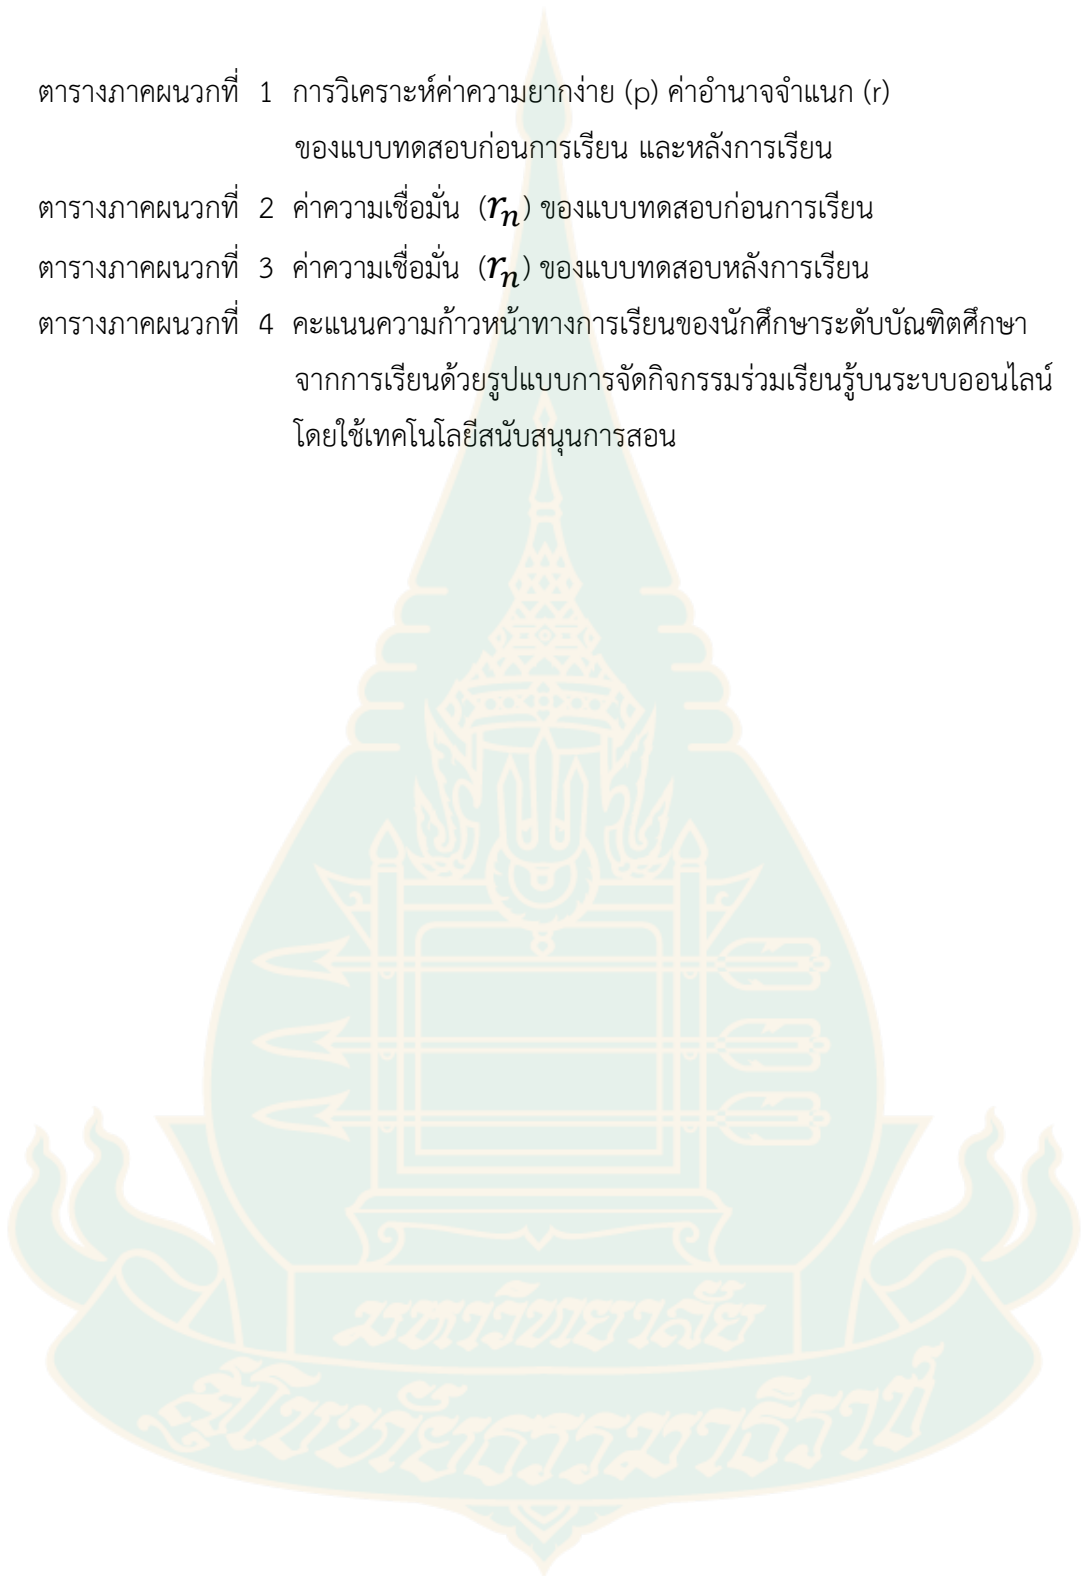 ตารางภาคผนวกที่ 1 การวิเคราะห์ค่าความยากง่าย (p) ค่าอำนาจจำแนก (r)
ของแบบทดสอบก่อนการเรียน และหลังการเรียน
ตารางภาคผนวกที่ 2 ค่าความเชื่อมั่น (r_n) ของแบบทดสอบก่อนการเรียน
ตารางภาคผนวกที่ 3 ค่าความเชื่อมั่น (r_n) ของแบบทดสอบหลังการเรียน
ตารางภาคผนวกที่ 4 คะแนนความก้าวหน้าทางการเรียนของนักศึกษาระดับบัณฑิตศึกษา
จากการเรียนด้วยรูปแบบการจัดกิจกรรมร่วมเรียนรู้บนระบบออนไลน์
โดยใช้เทคโนโลยีสนับสนุนการสอน
มหาวิทยาลัย
สุโขทัยธรรมาธิราช